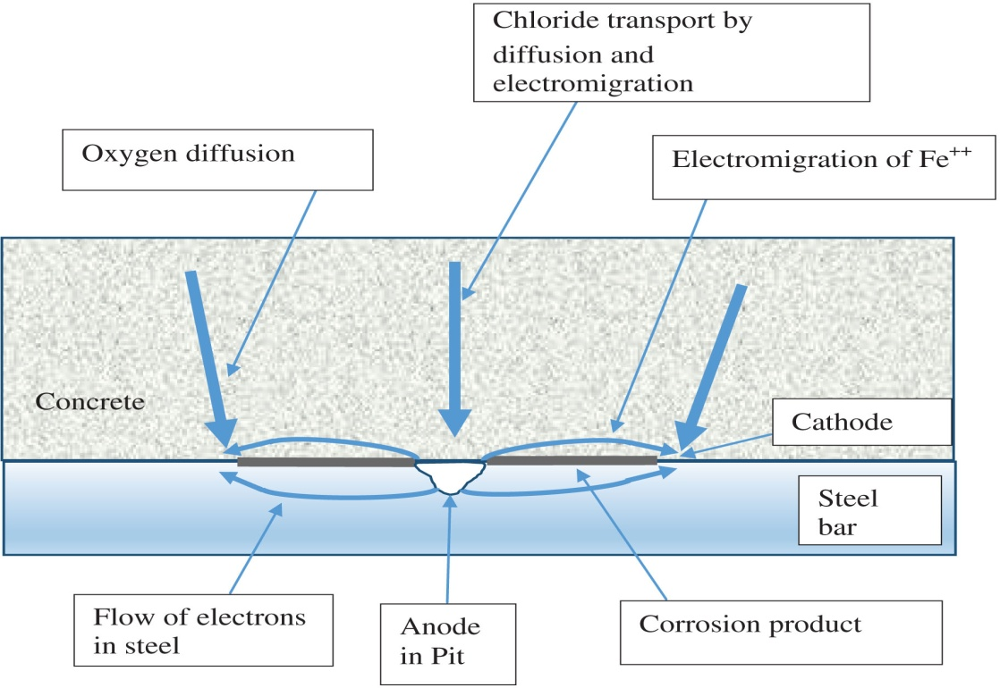 Chloride transport by
diffusion and
electromigration
Oxygen diffusion
Electromigration of Fe⁺⁺
Concrete
Cathode
Steel
bar
Flow of electrons
in steel
Anode
in Pit
Corrosion product